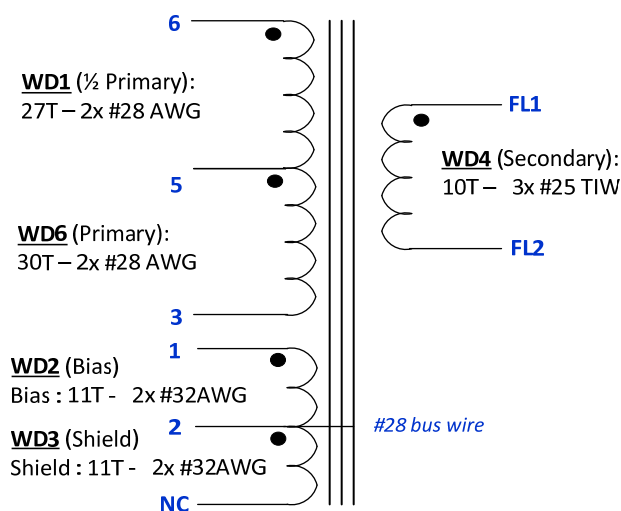 6
WD1 (½ Primary):
27T – 2x #28 AWG
5
WD6 (Primary):
30T – 2x #28 AWG
3
1
WD2 (Bias)
Bias : 11T - 2x #32AWG
2
WD3 (Shield)
Shield : 11T - 2x #32AWG
NC
FL1
WD4 (Secondary):
10T – 3x #25 TIW
FL2
#28 bus wire